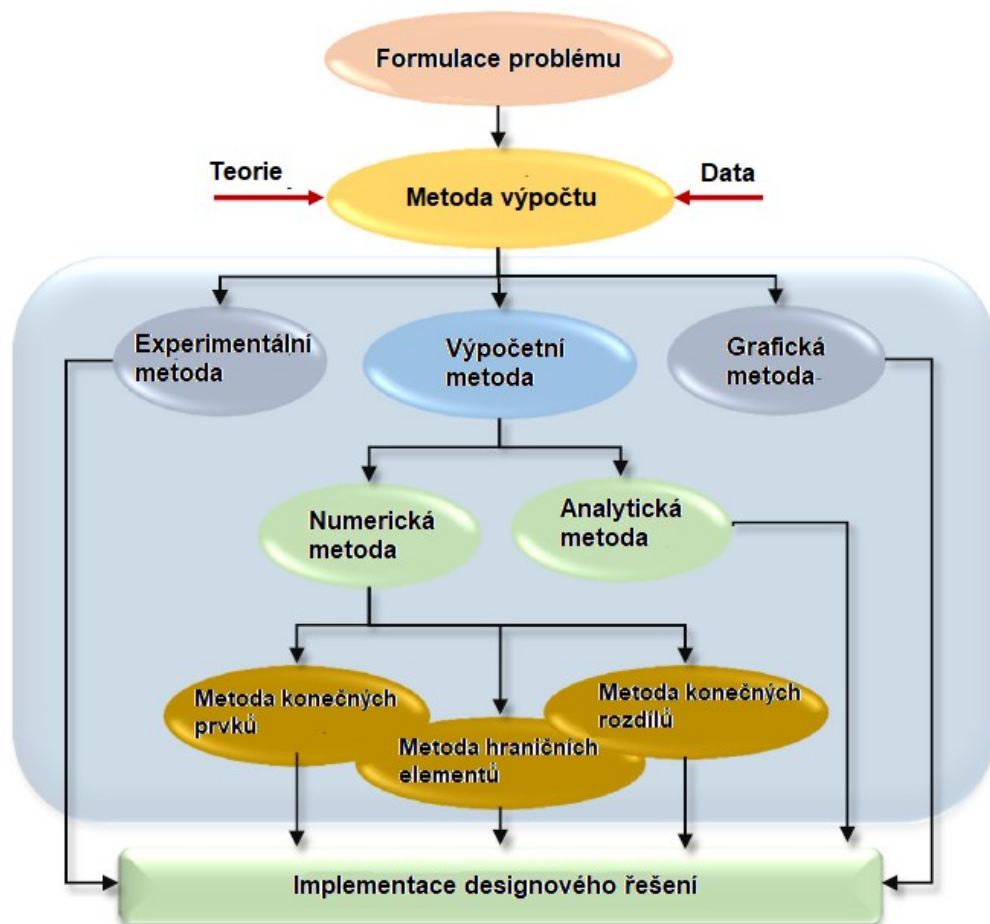 Formulace problému
Teorie
Data
Metoda výpočtu
Experimentální
metoda
Výpočetní
metoda
Grafická
metoda
Numerická
metoda
Analytická
metoda
Metoda konečných
prvků
Metoda hraničních
elementů
Metoda konečných
rozdílů
Implementace designového řešení